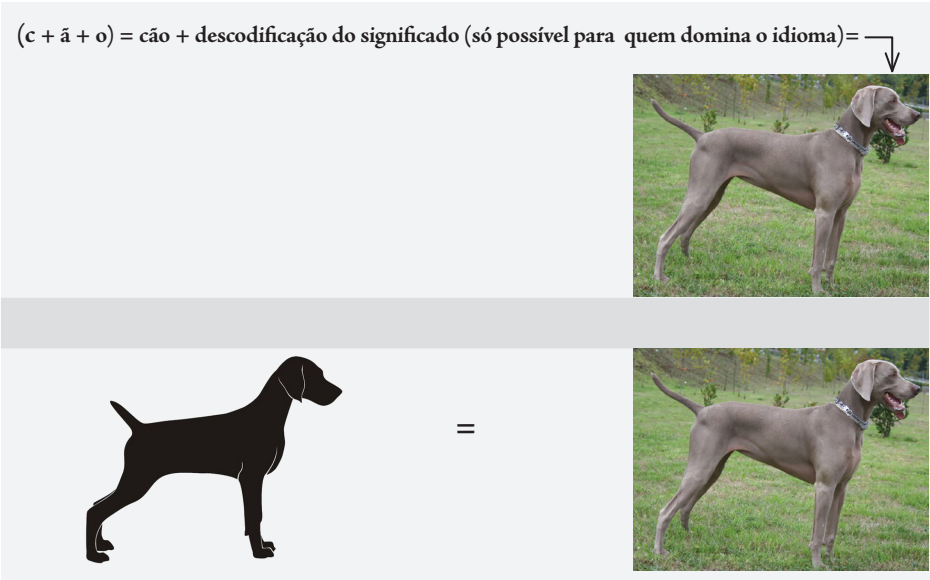 (c + ã + o) = cão + descodificação do significado (só possível para quem domina o idioma)=
=